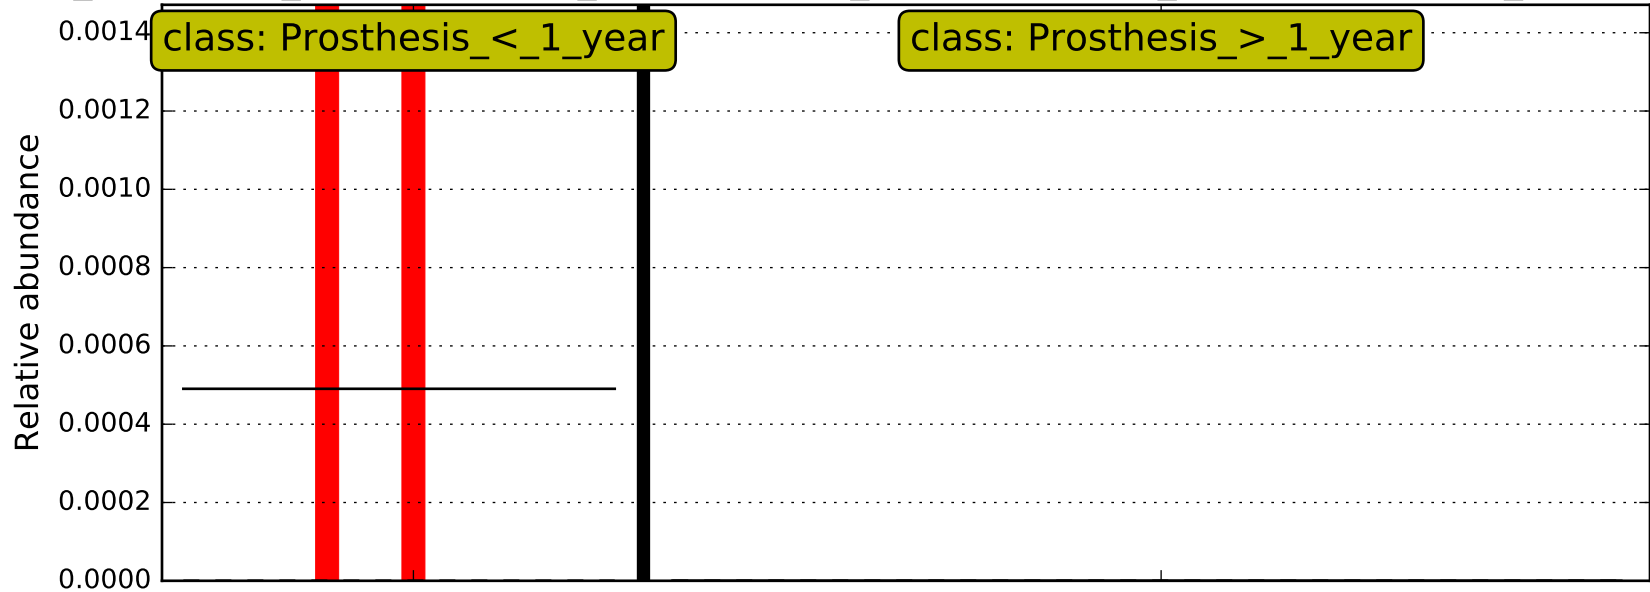 0.0014
class: Prosthesis_<_1_year
class: Prosthesis_>_1_year
0.0012
0.0010
0.0008
0.0006
0.0004
0.0002
0.0000
Relative abundance